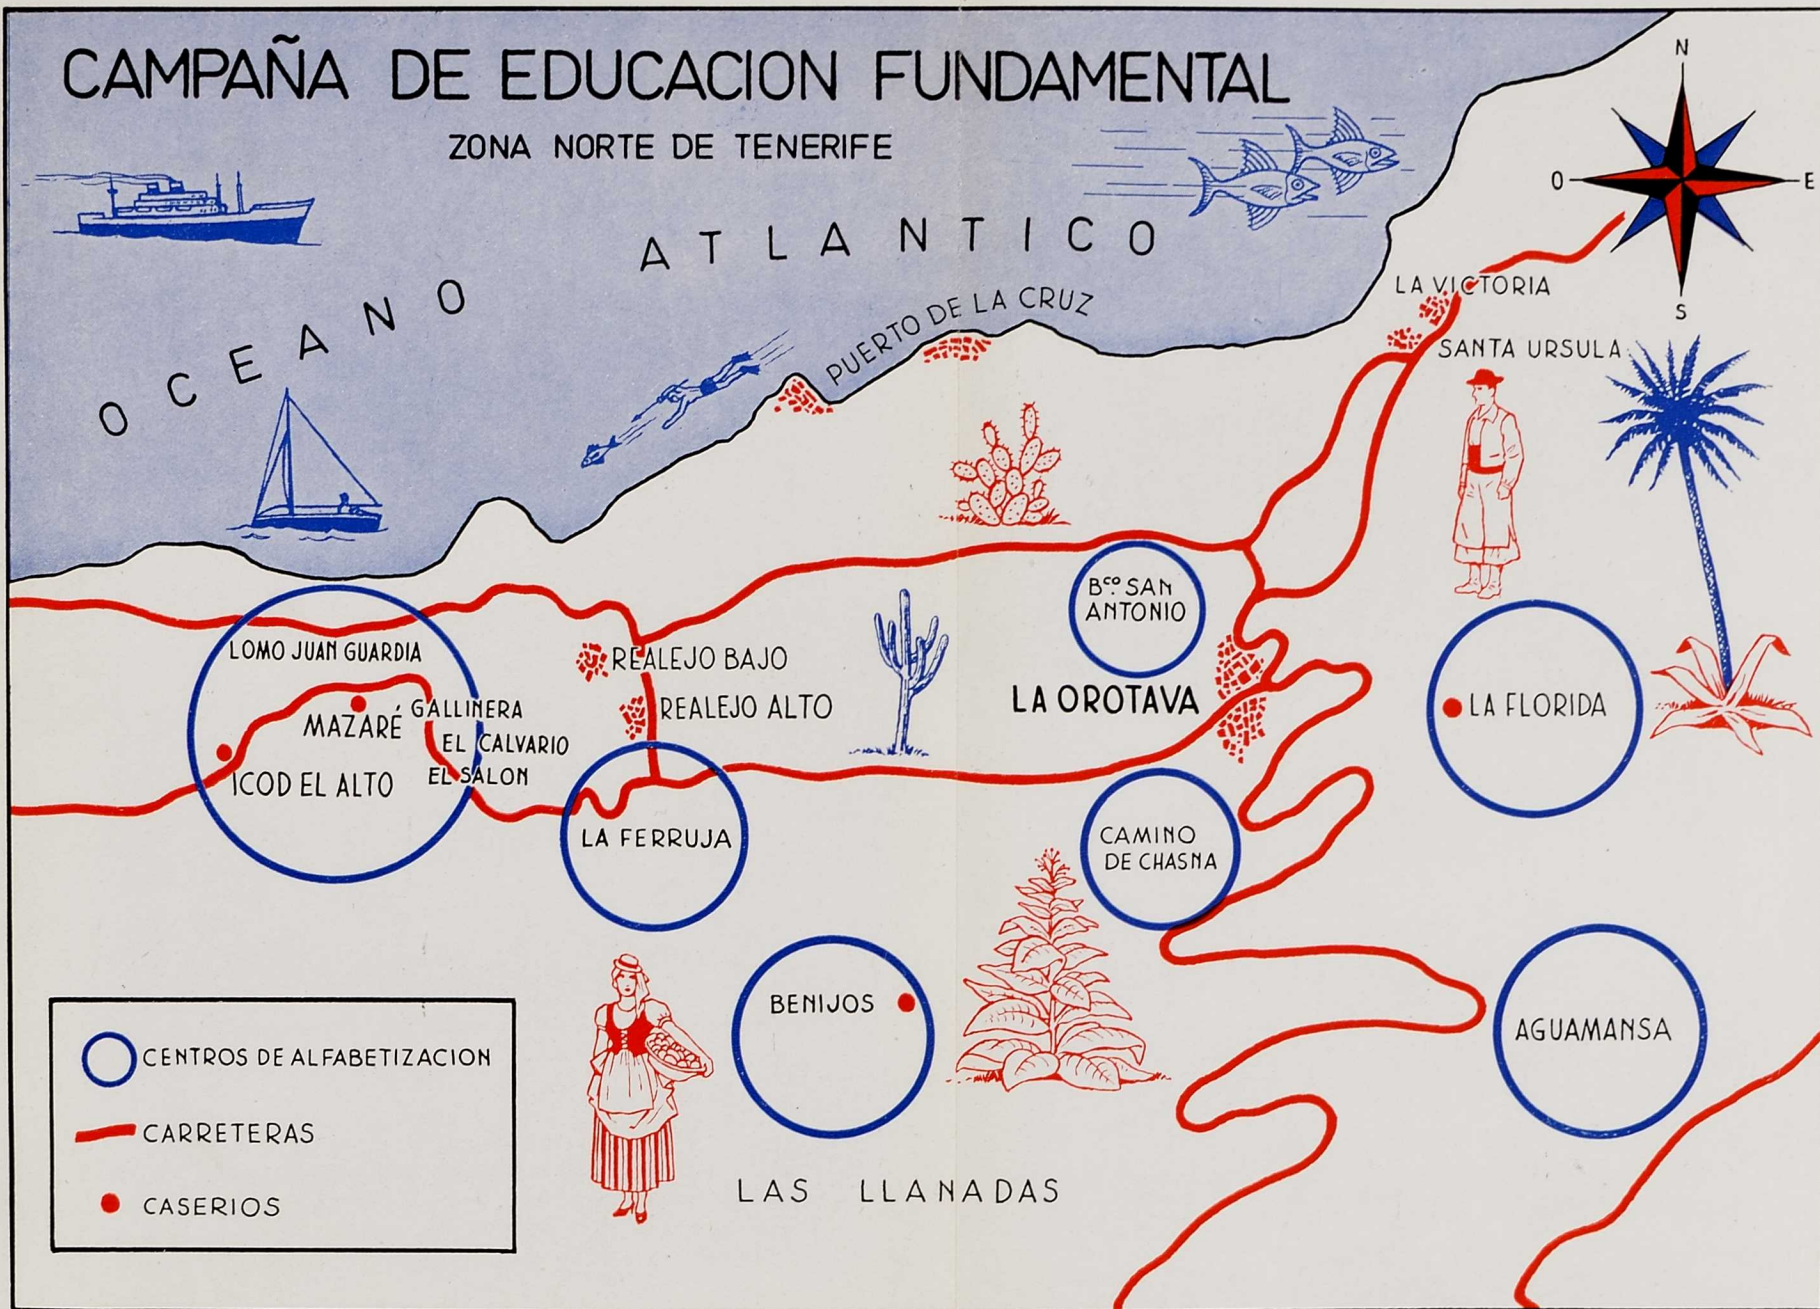 CAMPAÑA DE EDUCACION FUNDAMENTAL
ZONA NORTE DE TENERIFE
OCEANO ATLANTICO
N
O
E
S
PUERTO DE LA CRUZ
LA VICTORIA
SANTA URSULA
Bco. SAN
ANTONIO
LOMO JUAN GUARDIA
REALEJO BAJO
REALEJO ALTO
LA OROTAVA
LA FLORIDA
GALLINERA
MAZARÉ
EL CALVARIO
EL SALON
ICOD EL ALTO
LA FERRUJA
CAMINO
DE CHASNA
BENIJOS
AGUAMANSA
LAS LLANADAS
CENTROS DE ALFABETIZACION
CARRETERAS
CASERIOS